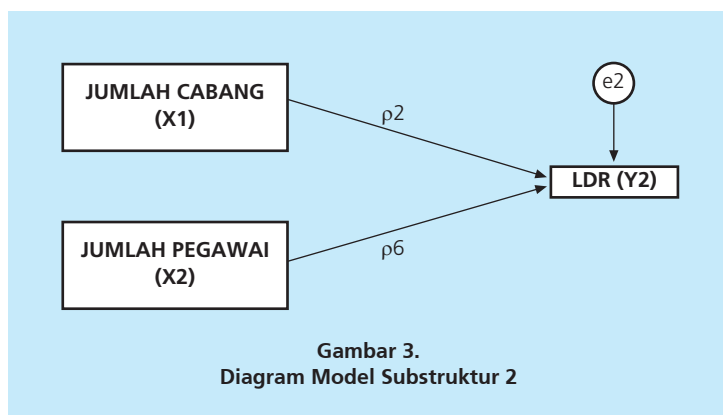 JUMLAH CABANG
(X1)
ρ2
e2
LDR (Y2)
JUMLAH PEGAWAI
(X2)
ρ6
Gambar 3.
Diagram Model Substruktur 2